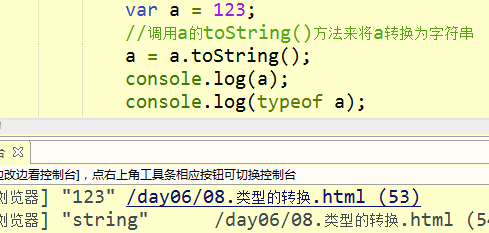 var a = 123;
//调用a的toString()方法来将a转换为字符串
a = a.toString();
console.log(a);
console.log(typeof a);
台
边改边看控制台]，点右上角工具条相应按钮可切换控制台
浏览器] "123" /day06/08.类型的转换.html (53)
浏览器] "string" /day06/08.类型的转换.html (54